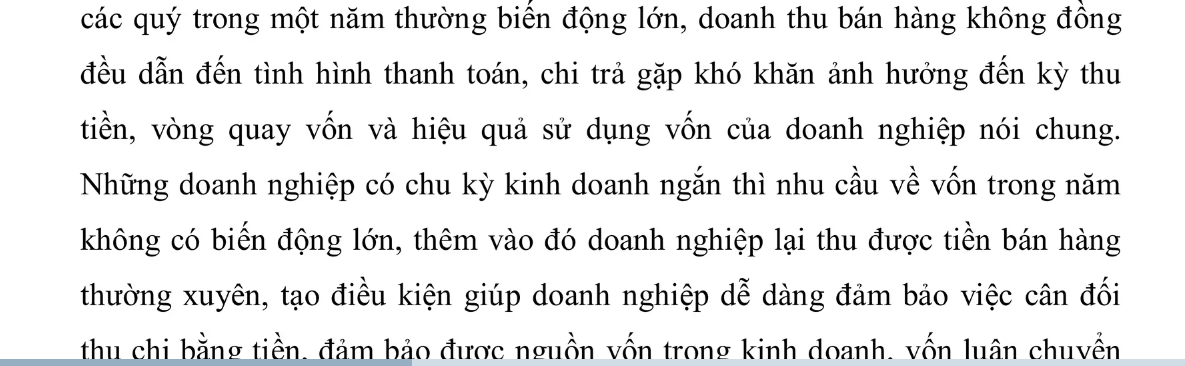 các quý trong một năm thường biến động lớn, doanh thu bán hàng không đồng
đều dẫn đến tình hình thanh toán, chi trả gặp khó khăn ảnh hưởng đến kỳ thu
tiền, vòng quay vốn và hiệu quả sử dụng vốn của doanh nghiệp nói chung.
Những doanh nghiệp có chu kỳ kinh doanh ngắn thì nhu cầu về vốn trong năm
không có biến động lớn, thêm vào đó doanh nghiệp lại thu được tiền bán hàng
thường xuyên, tạo điều kiện giúp doanh nghiệp dễ dàng đảm bảo việc cân đối
thu chi bằng tiền, đảm bảo được nguồn vốn trong kinh doanh, vốn luân chuyển